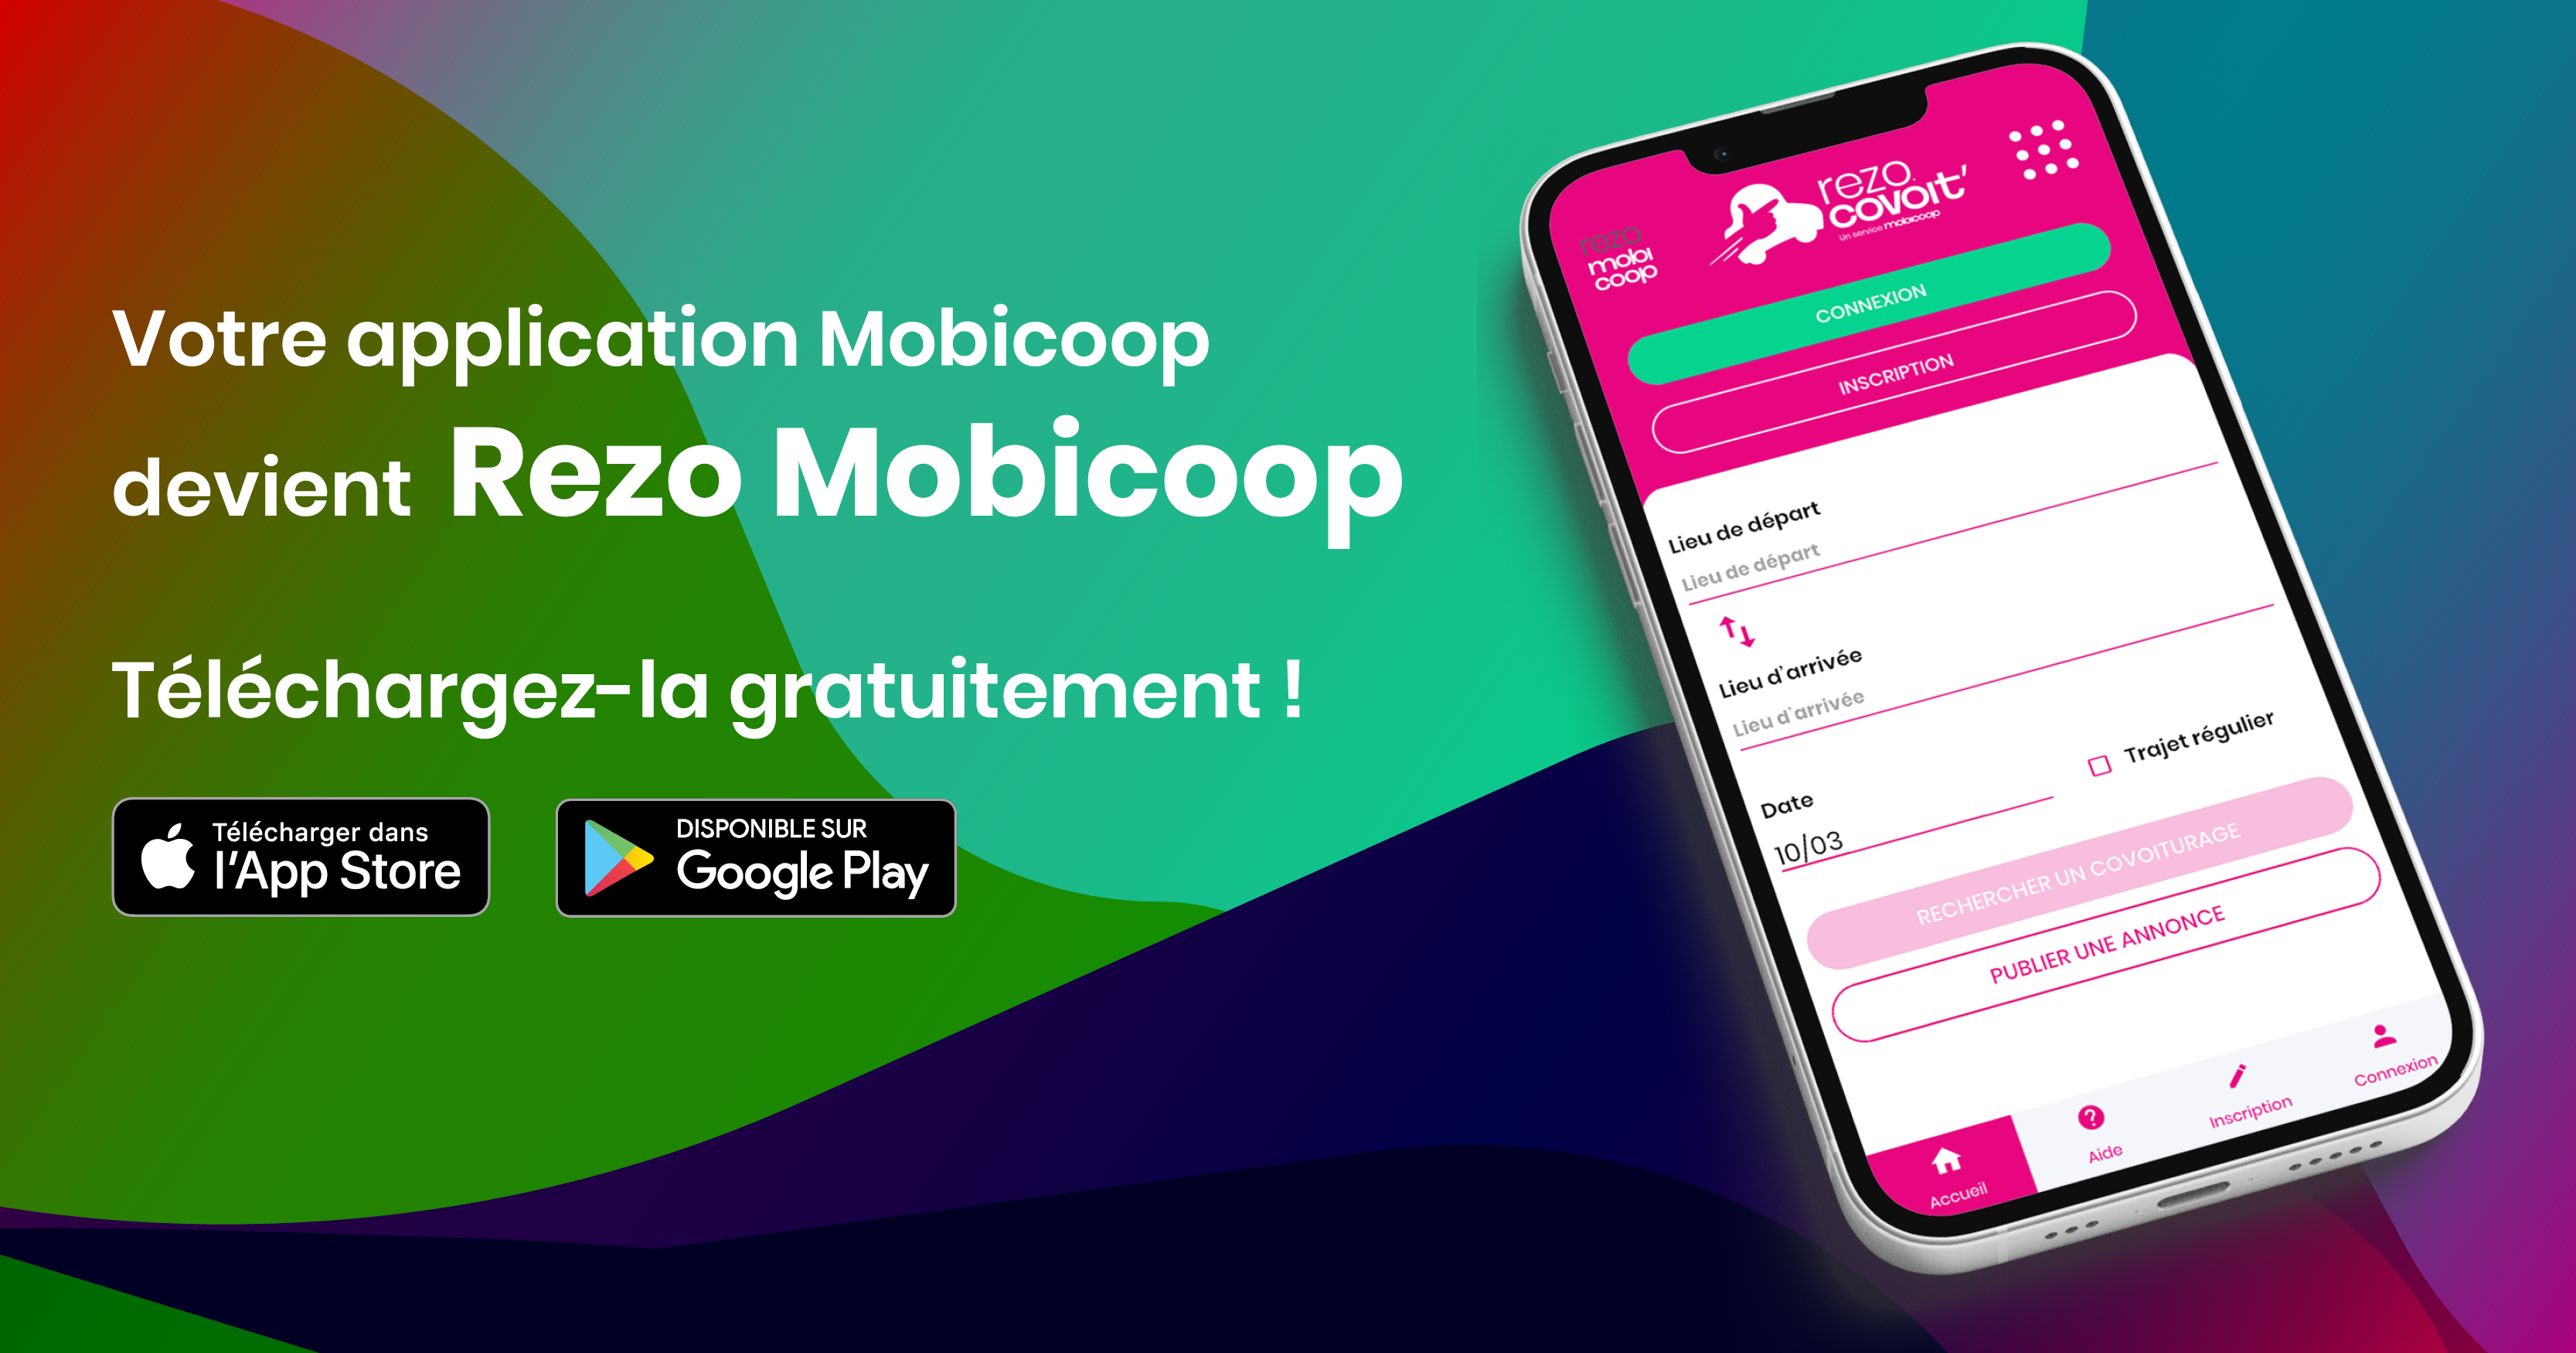 Votre application Mobicoop
devient Rezo Mobicoop
Téléchargez-la gratuitement !
Télécharger dans
l'App Store
DISPONIBLE SUR
Google Play
rezo
mobi
coop
rezo
covoit'
Un service mobicoop
CONNEXION
INSCRIPTION
Lieu de départ
Lieu de départ
Lieu d'arrivée
Lieu d'arrivée
Date
10/03
Trajet régulier
RECHERCHER UN COVOITURAGE
PUBLIER UNE ANNONCE
Accueil
Aide
Inscription
Connexion